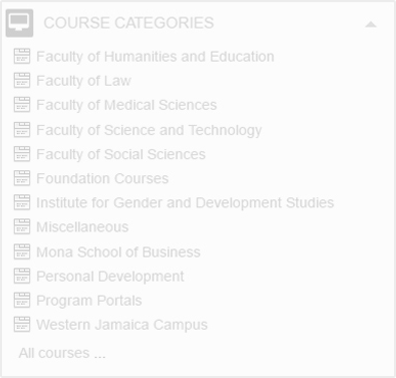 COURSE CATEGORIES
Faculty of Humanities and Education
Faculty of Law
Faculty of Medical Sciences
Faculty of Science and Technology
Faculty of Social Sciences
Foundation Courses
Institute for Gender and Development Studies
Miscellaneous
Mona School of Business
Personal Development
Program Portals
Western Jamaica Campus
All courses ...